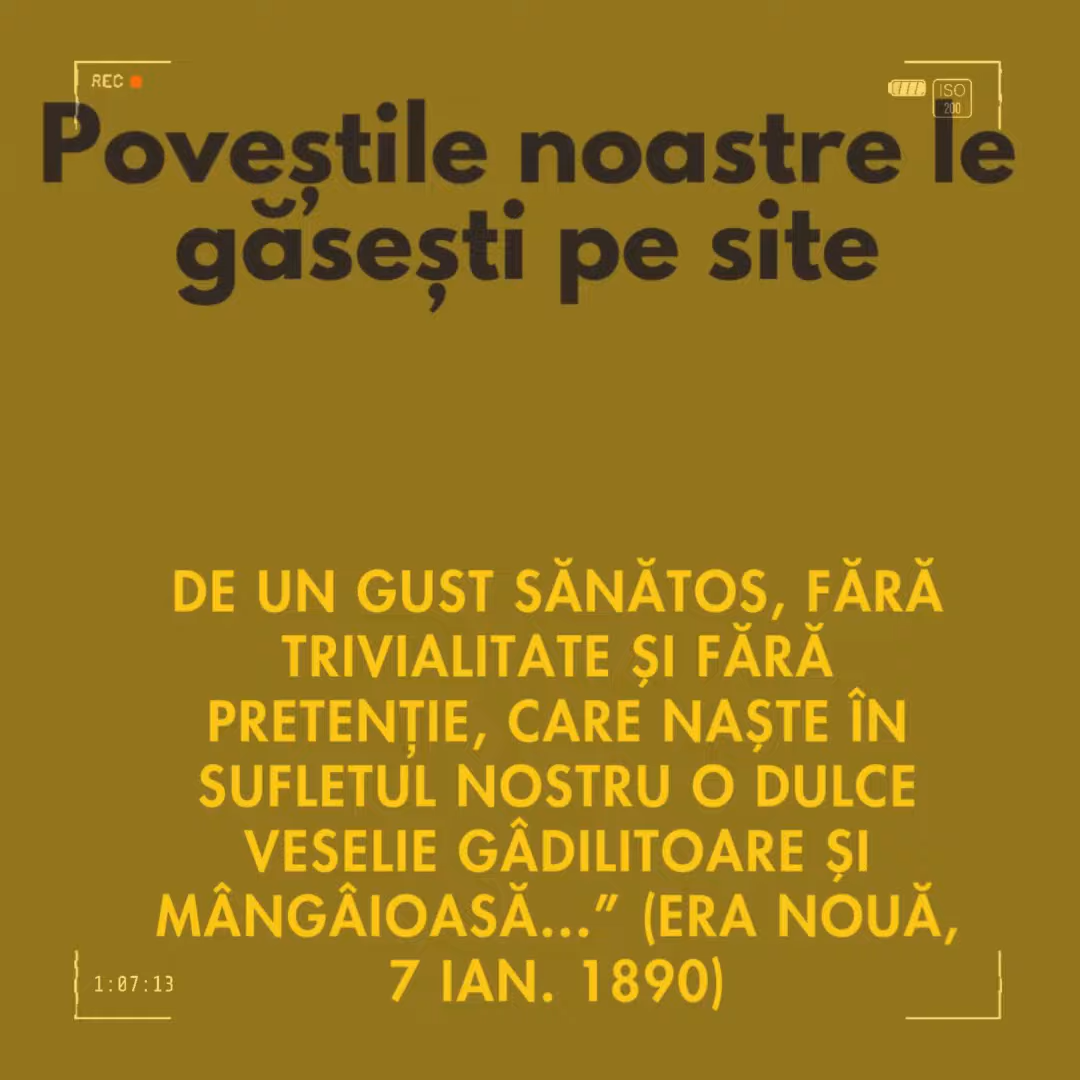 REC
ISO
200
Poveștile noastre le
găsești pe site
DE UN GUST SĂNĂTOS, FĂRĂ
TRIVIALITATE ȘI FĂRĂ
PRETENȚIE, CARE NAȘTE ÎN
SUFLETUL NOSTRU O DULCE
VESELIE GÂDILITOARE ȘI
MÂNGÂIOASĂ...” (ERA NOUĂ,
7 IAN. 1890)
1:07:13